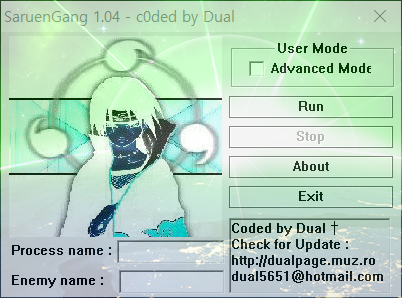 SaruenGang 1.04 - c0ded by Dual
User Mode
Advanced Mode
Run
Stop
About
Exit
Process name :
Enemy name :
Coded by Dual †
Check for Update :
http://dualpage.muz.ro
dual5651@hotmail.com